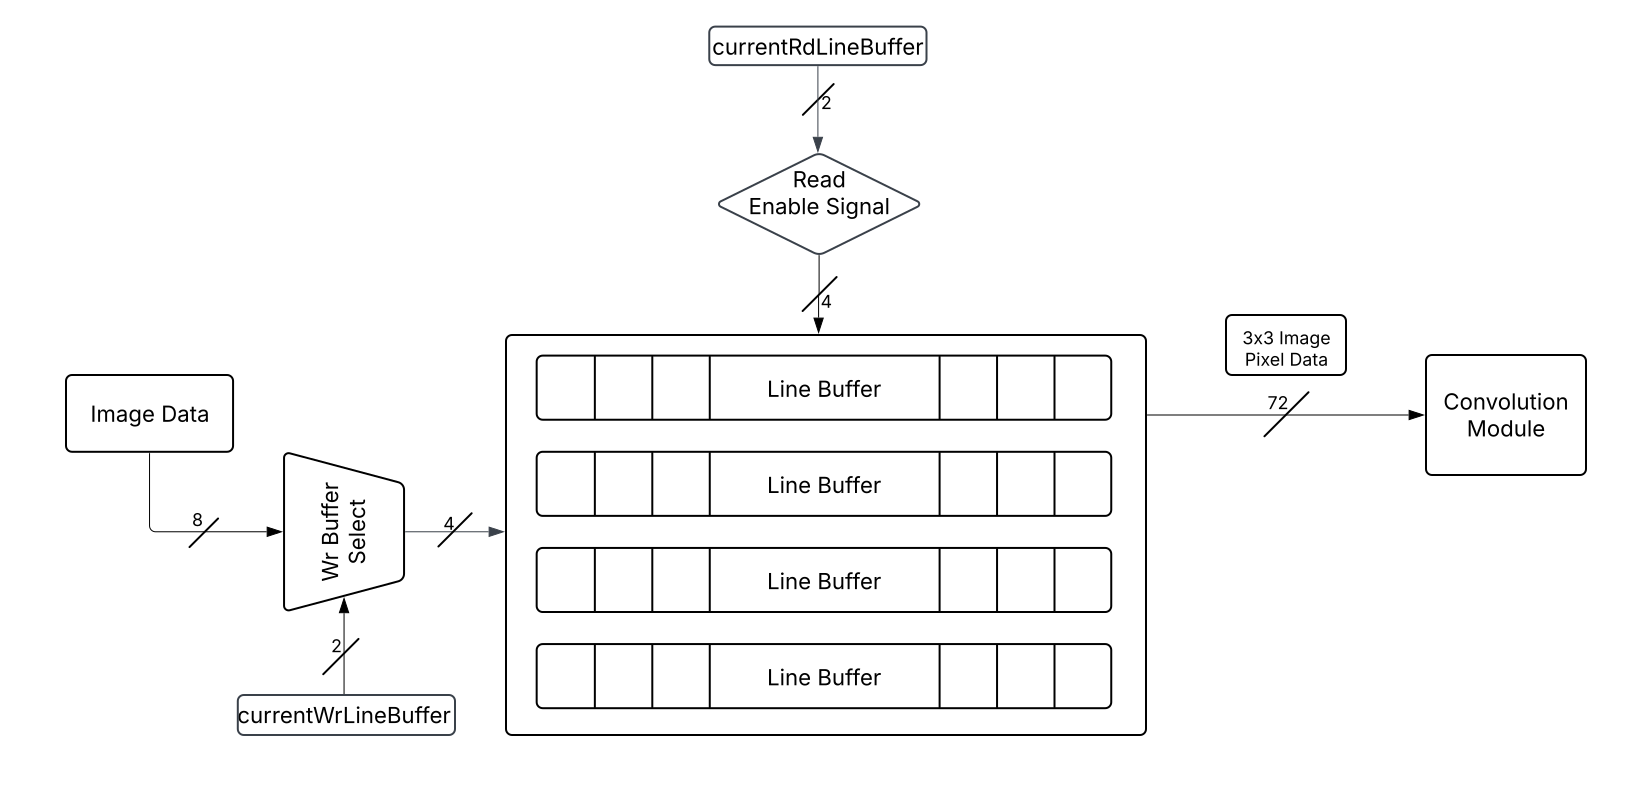 currentRdLineBuffer
2
Read
Enable Signal
4
3x3 Image
Pixel Data
72
Convolution
Module
Image Data
8
Wr Buffer
Select
4
2
currentWrLineBuffer
Line Buffer
Line Buffer
Line Buffer
Line Buffer